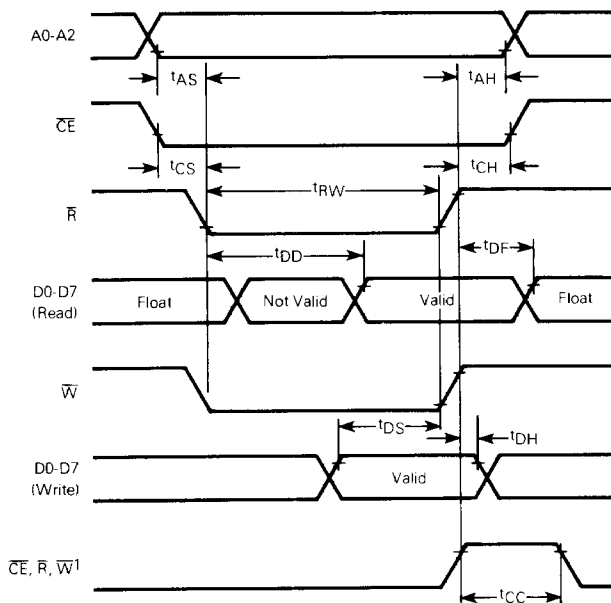 A0-A2
tAS
tAH
CE
tCS
tCH
R
tRW
tDD
tDF
D0-D7
(Read)
Float
Not Valid
Valid
Float
W
tDS
tDH
D0-D7
(Write)
Valid
CE, R, W1
tCC